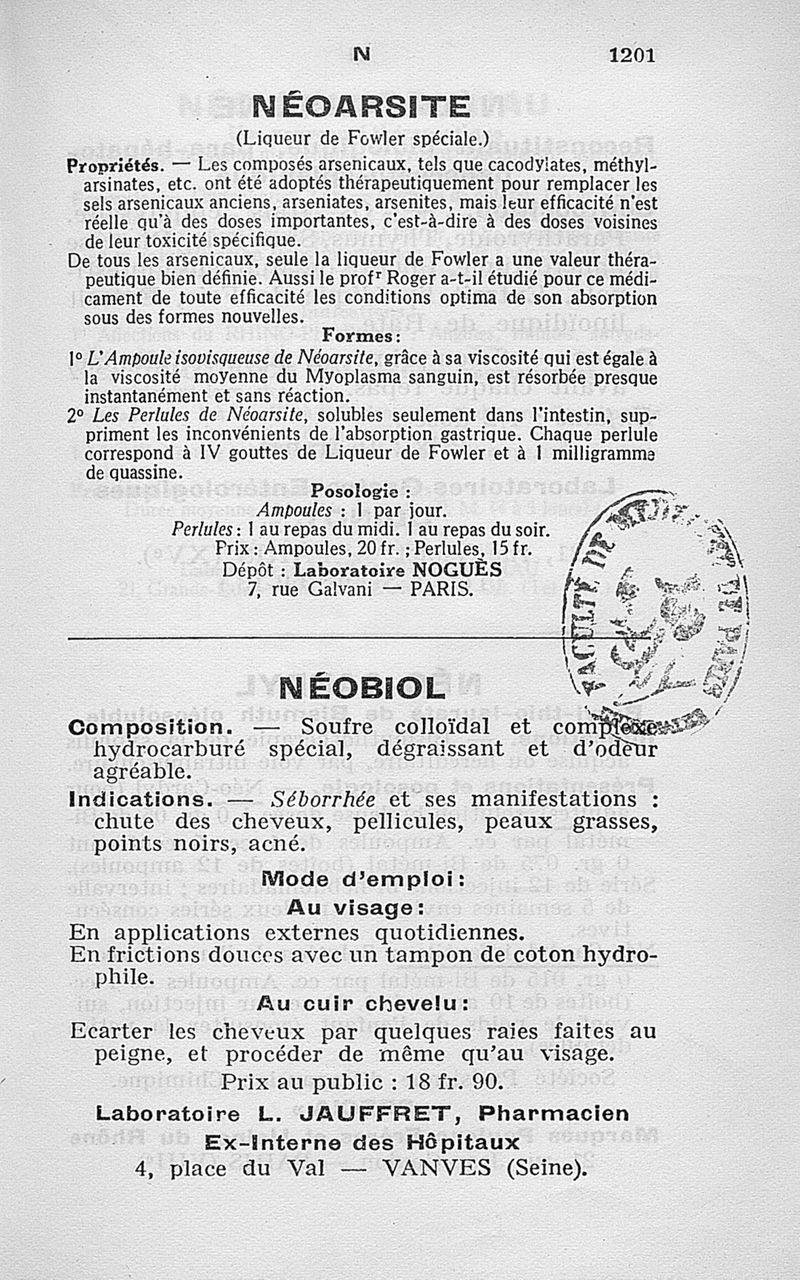 N 1201
NÉOARSITE
(Liqueur de Fowler spéciale.)
Propriétés. — Les composés arsenicaux, tels que cacodylates, méthyl-
arsinates, etc. ont été adoptés thérapeutiquement pour remplacer les
sels arsenicaux anciens, arseniates, arsenites, mais leur efficacité n'est
réelle qu'à des doses importantes, c'est-à-dire à des doses voisines
de leur toxicité spécifique.
De tous les arsenicaux, seule la liqueur de Fowler a une valeur théra-
peutique bien définie. Aussi le profʳ Roger a-t-il étudié pour ce médi-
cament de toute efficacité les conditions optima de son absorption
sous des formes nouvelles.
Formes :
1º L'Ampoule isovisqueuse de Néoarsite, grâce à sa viscosité qui est égale à
la viscosité moyenne du Myoplasma sanguin, est résorbée presque
instantanément et sans réaction.
2º Les Perlules de Néoarsite, solubles seulement dans l'intestin, sup-
priment les inconvénients de l'absorption gastrique. Chaque perlule
correspond à IV gouttes de Liqueur de Fowler et à 1 milligramme
de quassine.
Posologie :
Ampoules : 1 par jour.
Perlules : 1 au repas du midi. 1 au repas du soir.
Prix : Ampoules, 20 fr. ; Perlules, 15 fr.
Dépôt : Laboratoire NOGUÈS
7, rue Galvani — PARIS.
FACULTÉ DE MÉDECINE DE PARIS
NÉOBIOL
Composition. — Soufre colloïdal et complexe
hydrocarburé spécial, dégraissant et d'odeur
agréable.
Indications. — Séborrhée et ses manifestations :
chute des cheveux, pellicules, peaux grasses,
points noirs, acné.
Mode d'emploi :
Au visage :
En applications externes quotidiennes.
En frictions douces avec un tampon de coton hydro-
phile.
Au cuir chevelu :
Ecarter les cheveux par quelques raies faites au
peigne, et procéder de même qu'au visage.
Prix au public : 18 fr. 90.
Laboratoire L. JAUFFRET, Pharmacien
Ex-Interne des Hôpitaux
4, place du Val — VANVES (Seine).